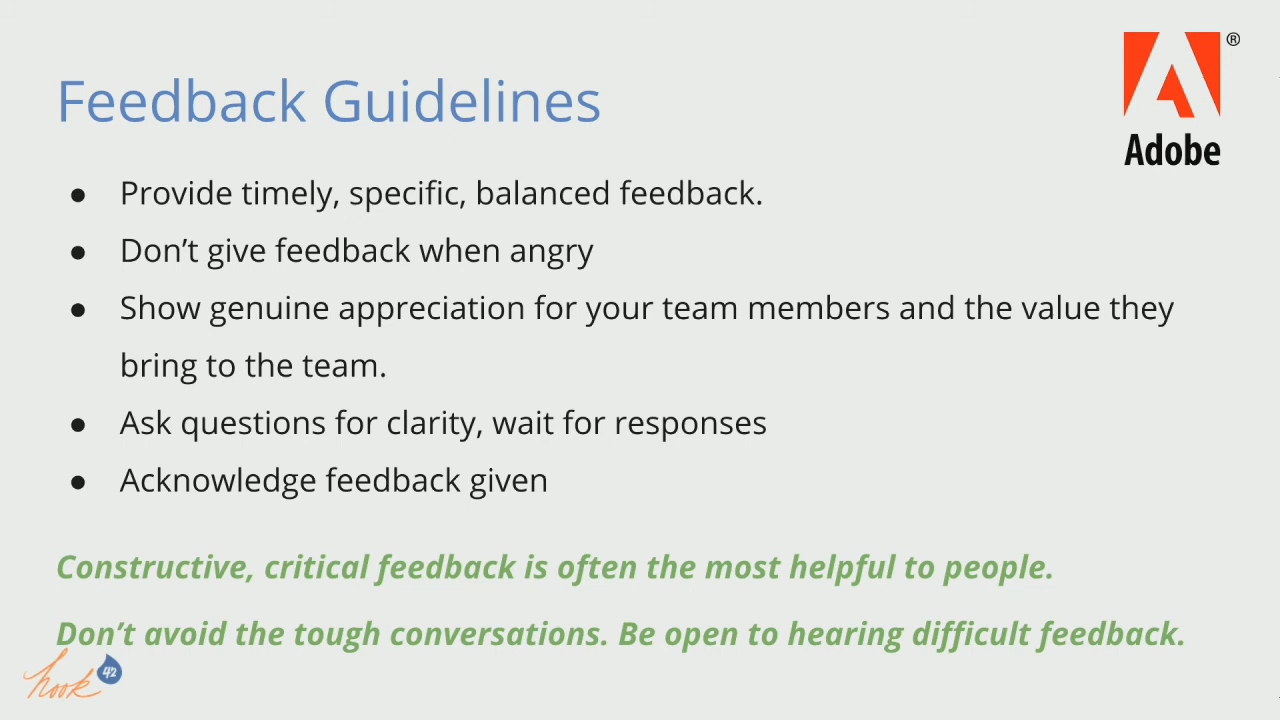 Feedback Guidelines
®
Adobe
● Provide timely, specific, balanced feedback.
● Don’t give feedback when angry
● Show genuine appreciation for your team members and the value they
bring to the team.
● Ask questions for clarity, wait for responses
● Acknowledge feedback given
Constructive, critical feedback is often the most helpful to people.
Don’t avoid the tough conversations. Be open to hearing difficult feedback.
hook 42